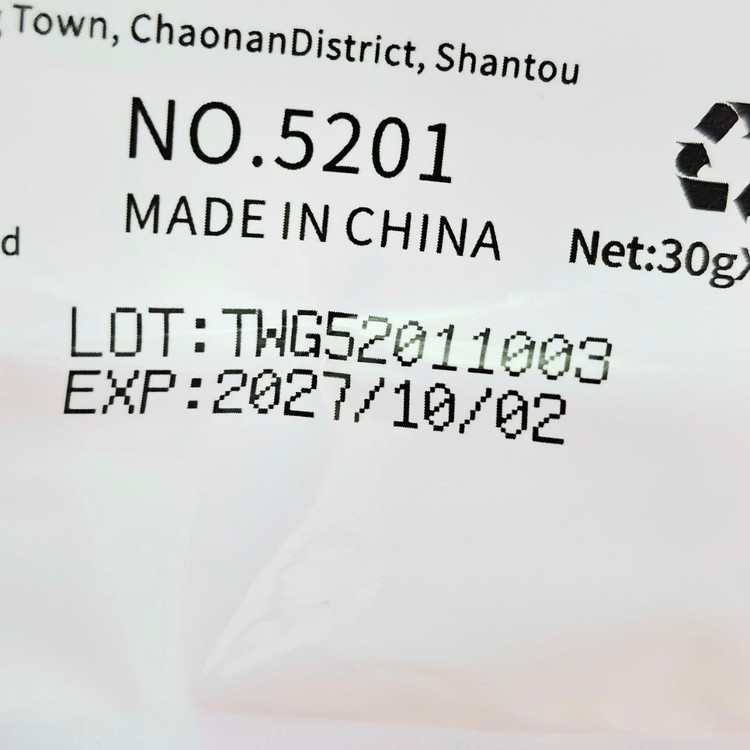 Town, ChaonanDistrict, Shantou
NO.5201
MADE IN CHINA
d
Net:30g
LOT:TWG52011003
EXP:2027/10/02